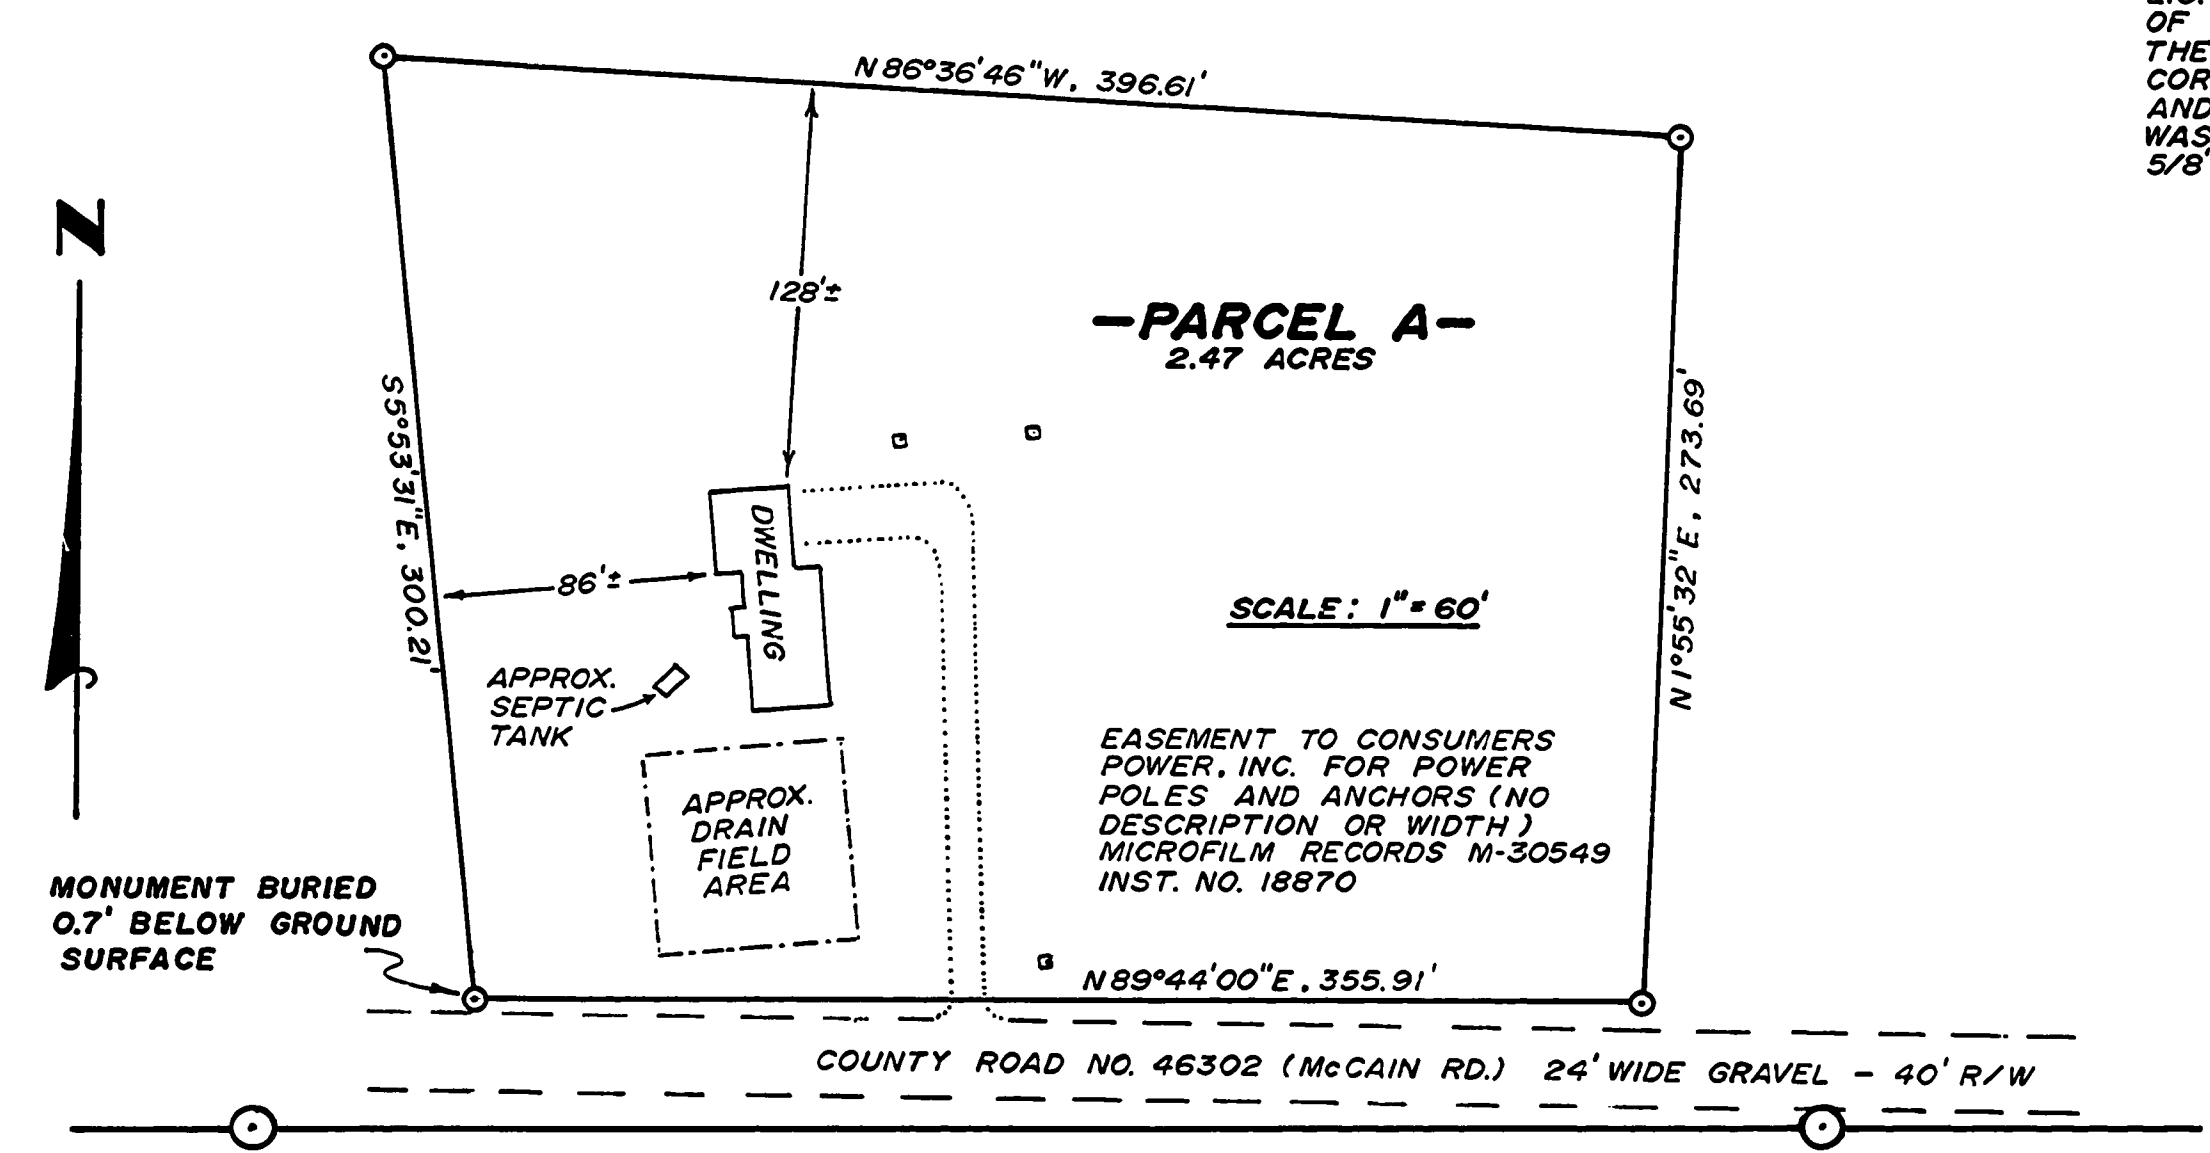 OF
THE
COR
AND
WAS
5/8"
N 86°36'46"W, 396.61'
N
128'±
-PARCEL A-
2.47 ACRES
S5°53'31"E, 300.21'
N 1°55'32"E, 273.69'
DWELLING
86'±
SCALE: 1"=60'
APPROX.
SEPTIC
TANK
EASEMENT TO CONSUMERS
POWER, INC. FOR POWER
POLES AND ANCHORS (NO
DESCRIPTION OR WIDTH)
MICROFILM RECORDS M-30549
INST. NO. 18870
APPROX.
DRAIN
FIELD
AREA
MONUMENT BURIED
0.7' BELOW GROUND
SURFACE
N89°44'00"E, 355.91'
COUNTY ROAD NO. 46302 (McCAIN RD.) 24' WIDE GRAVEL - 40' R/W